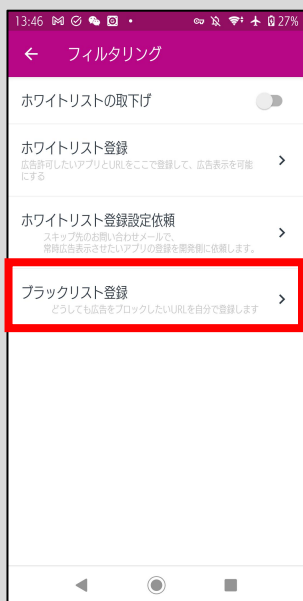 13:46 27%
フィルタリング
ホワイトリストの取下げ
ホワイトリスト登録
広告許可したいアプリとURLをここで登録して、広告表示を可能
にする
ホワイトリスト登録設定依頼
スキップ先のお問い合わせメールで、
常時広告表示させたいアプリの登録を開発側に依頼します。
ブラックリスト登録
どうしても広告をブロックしたいURLを自分で登録します